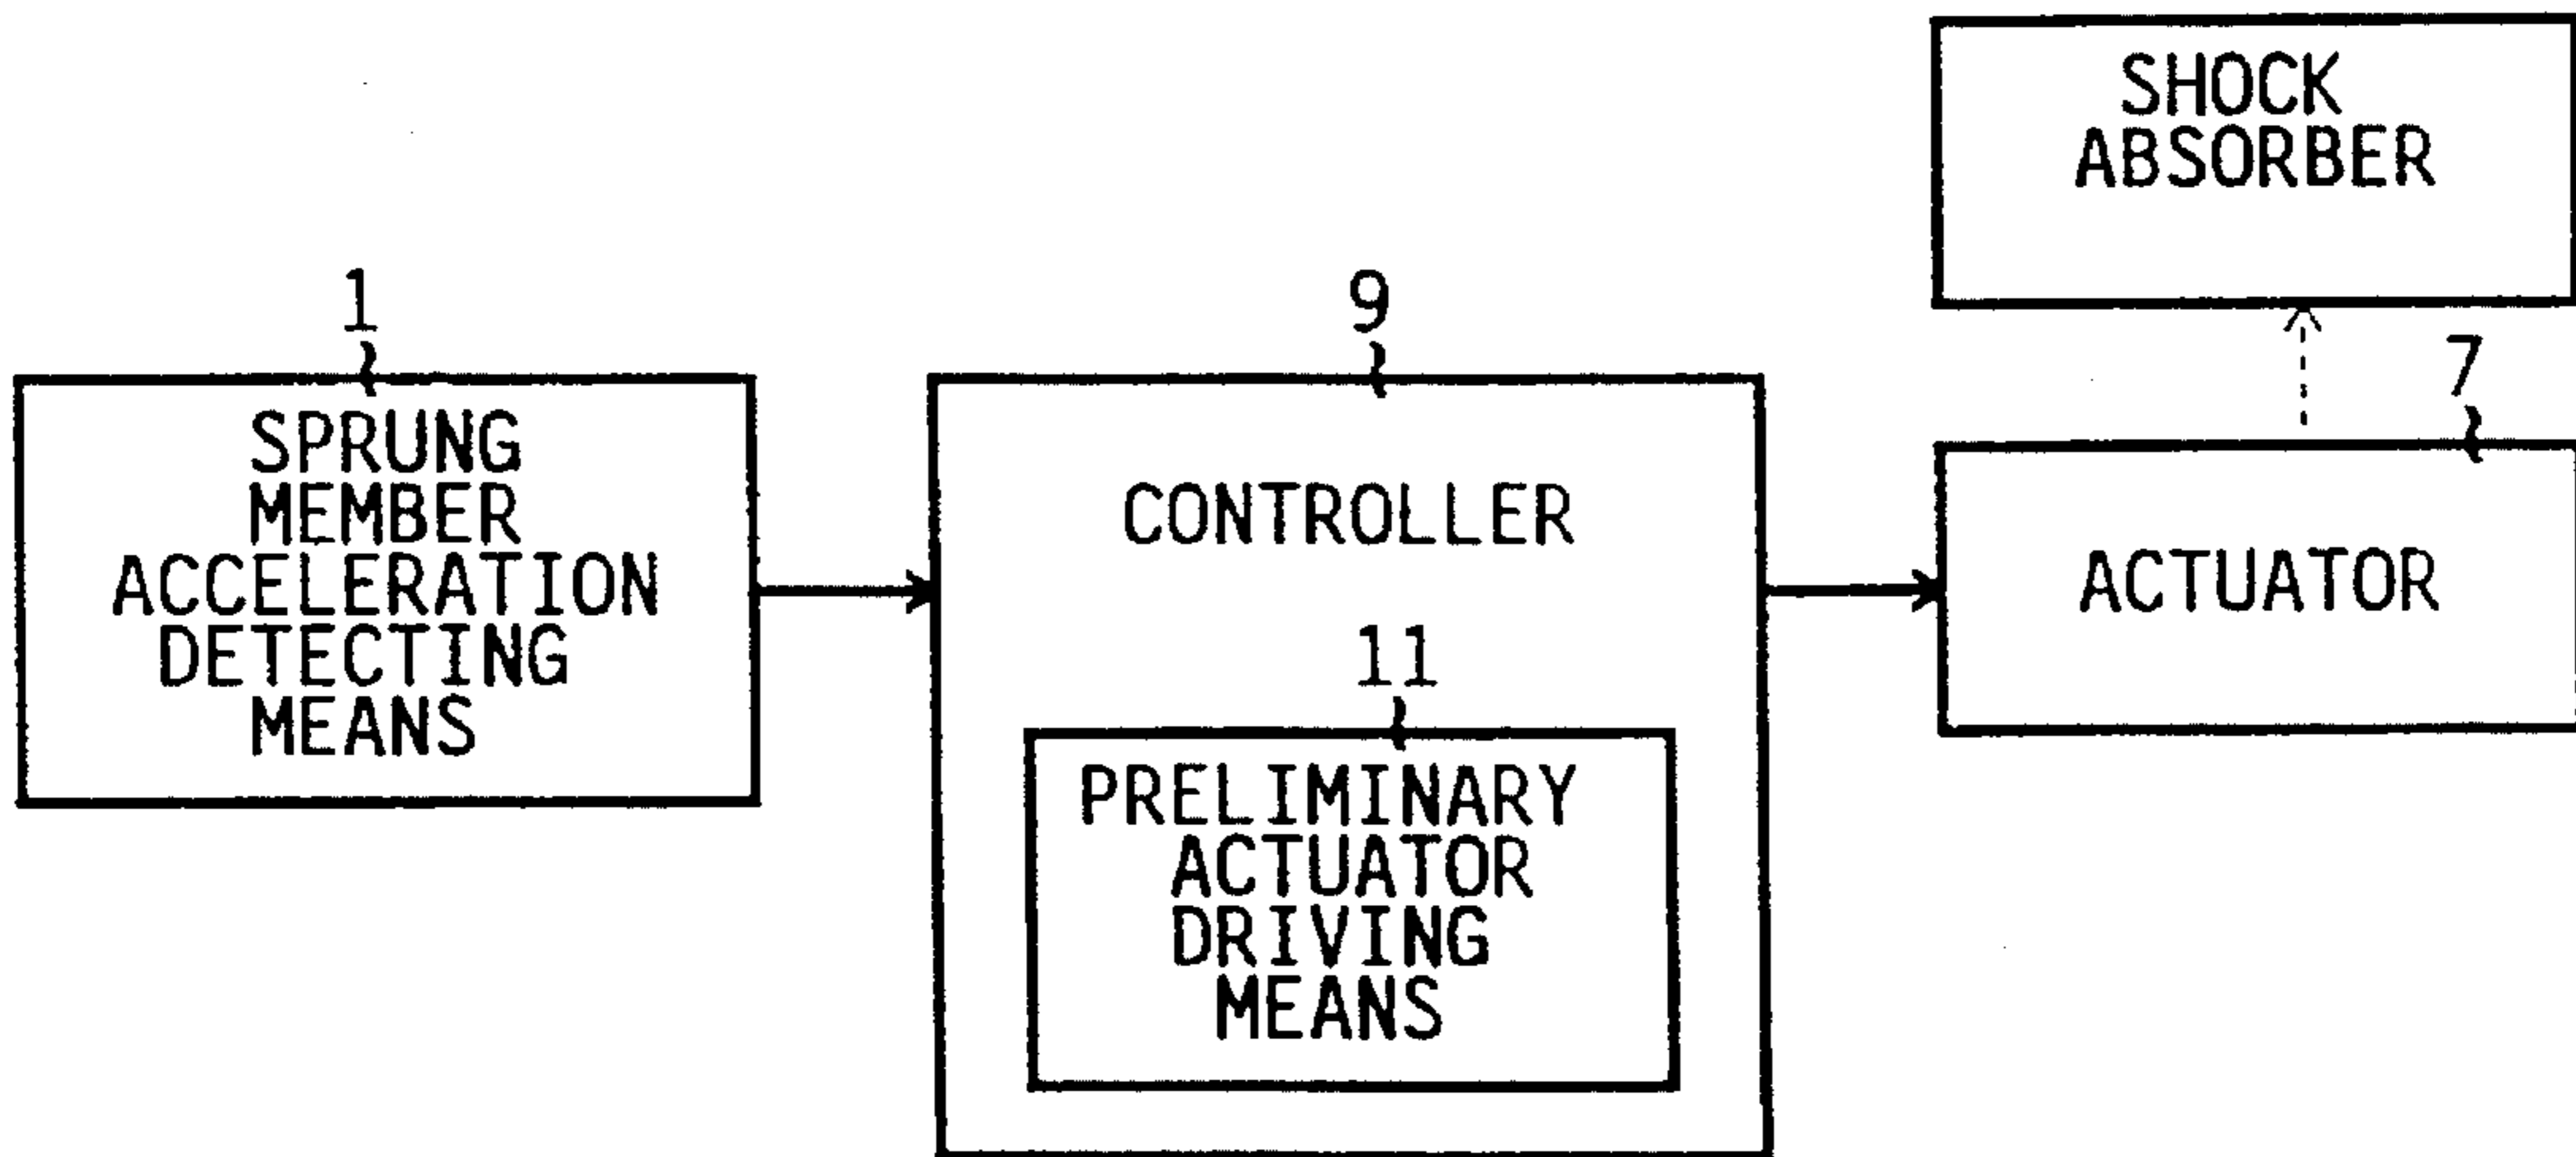 1
SPRUNG
MEMBER
ACCELERATION
DETECTING
MEANS
9
CONTROLLER
11
PRELIMINARY
ACTUATOR
DRIVING
MEANS
SHOCK
ABSORBER
7
ACTUATOR